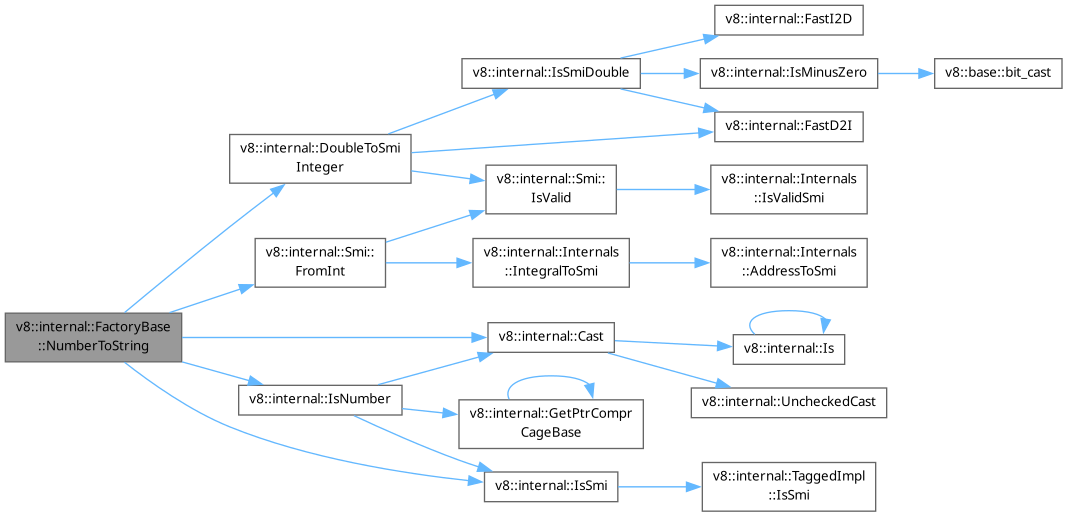 v8::internal::FactoryBase
::NumberToString
v8::internal::DoubleToSmi
Integer
v8::internal::IsSmiDouble
v8::internal::FastI2D
v8::internal::IsMinusZero
v8::base::bit_cast
v8::internal::FastD2I
v8::internal::Smi::
IsValid
v8::internal::Internals
::IsValidSmi
v8::internal::Smi::
FromInt
v8::internal::Internals
::IntegralToSmi
v8::internal::Internals
::AddressToSmi
v8::internal::Cast
v8::internal::Is
v8::internal::UncheckedCast
v8::internal::IsNumber
v8::internal::GetPtrCompr
CageBase
v8::internal::IsSmi
v8::internal::TaggedImpl
::IsSmi